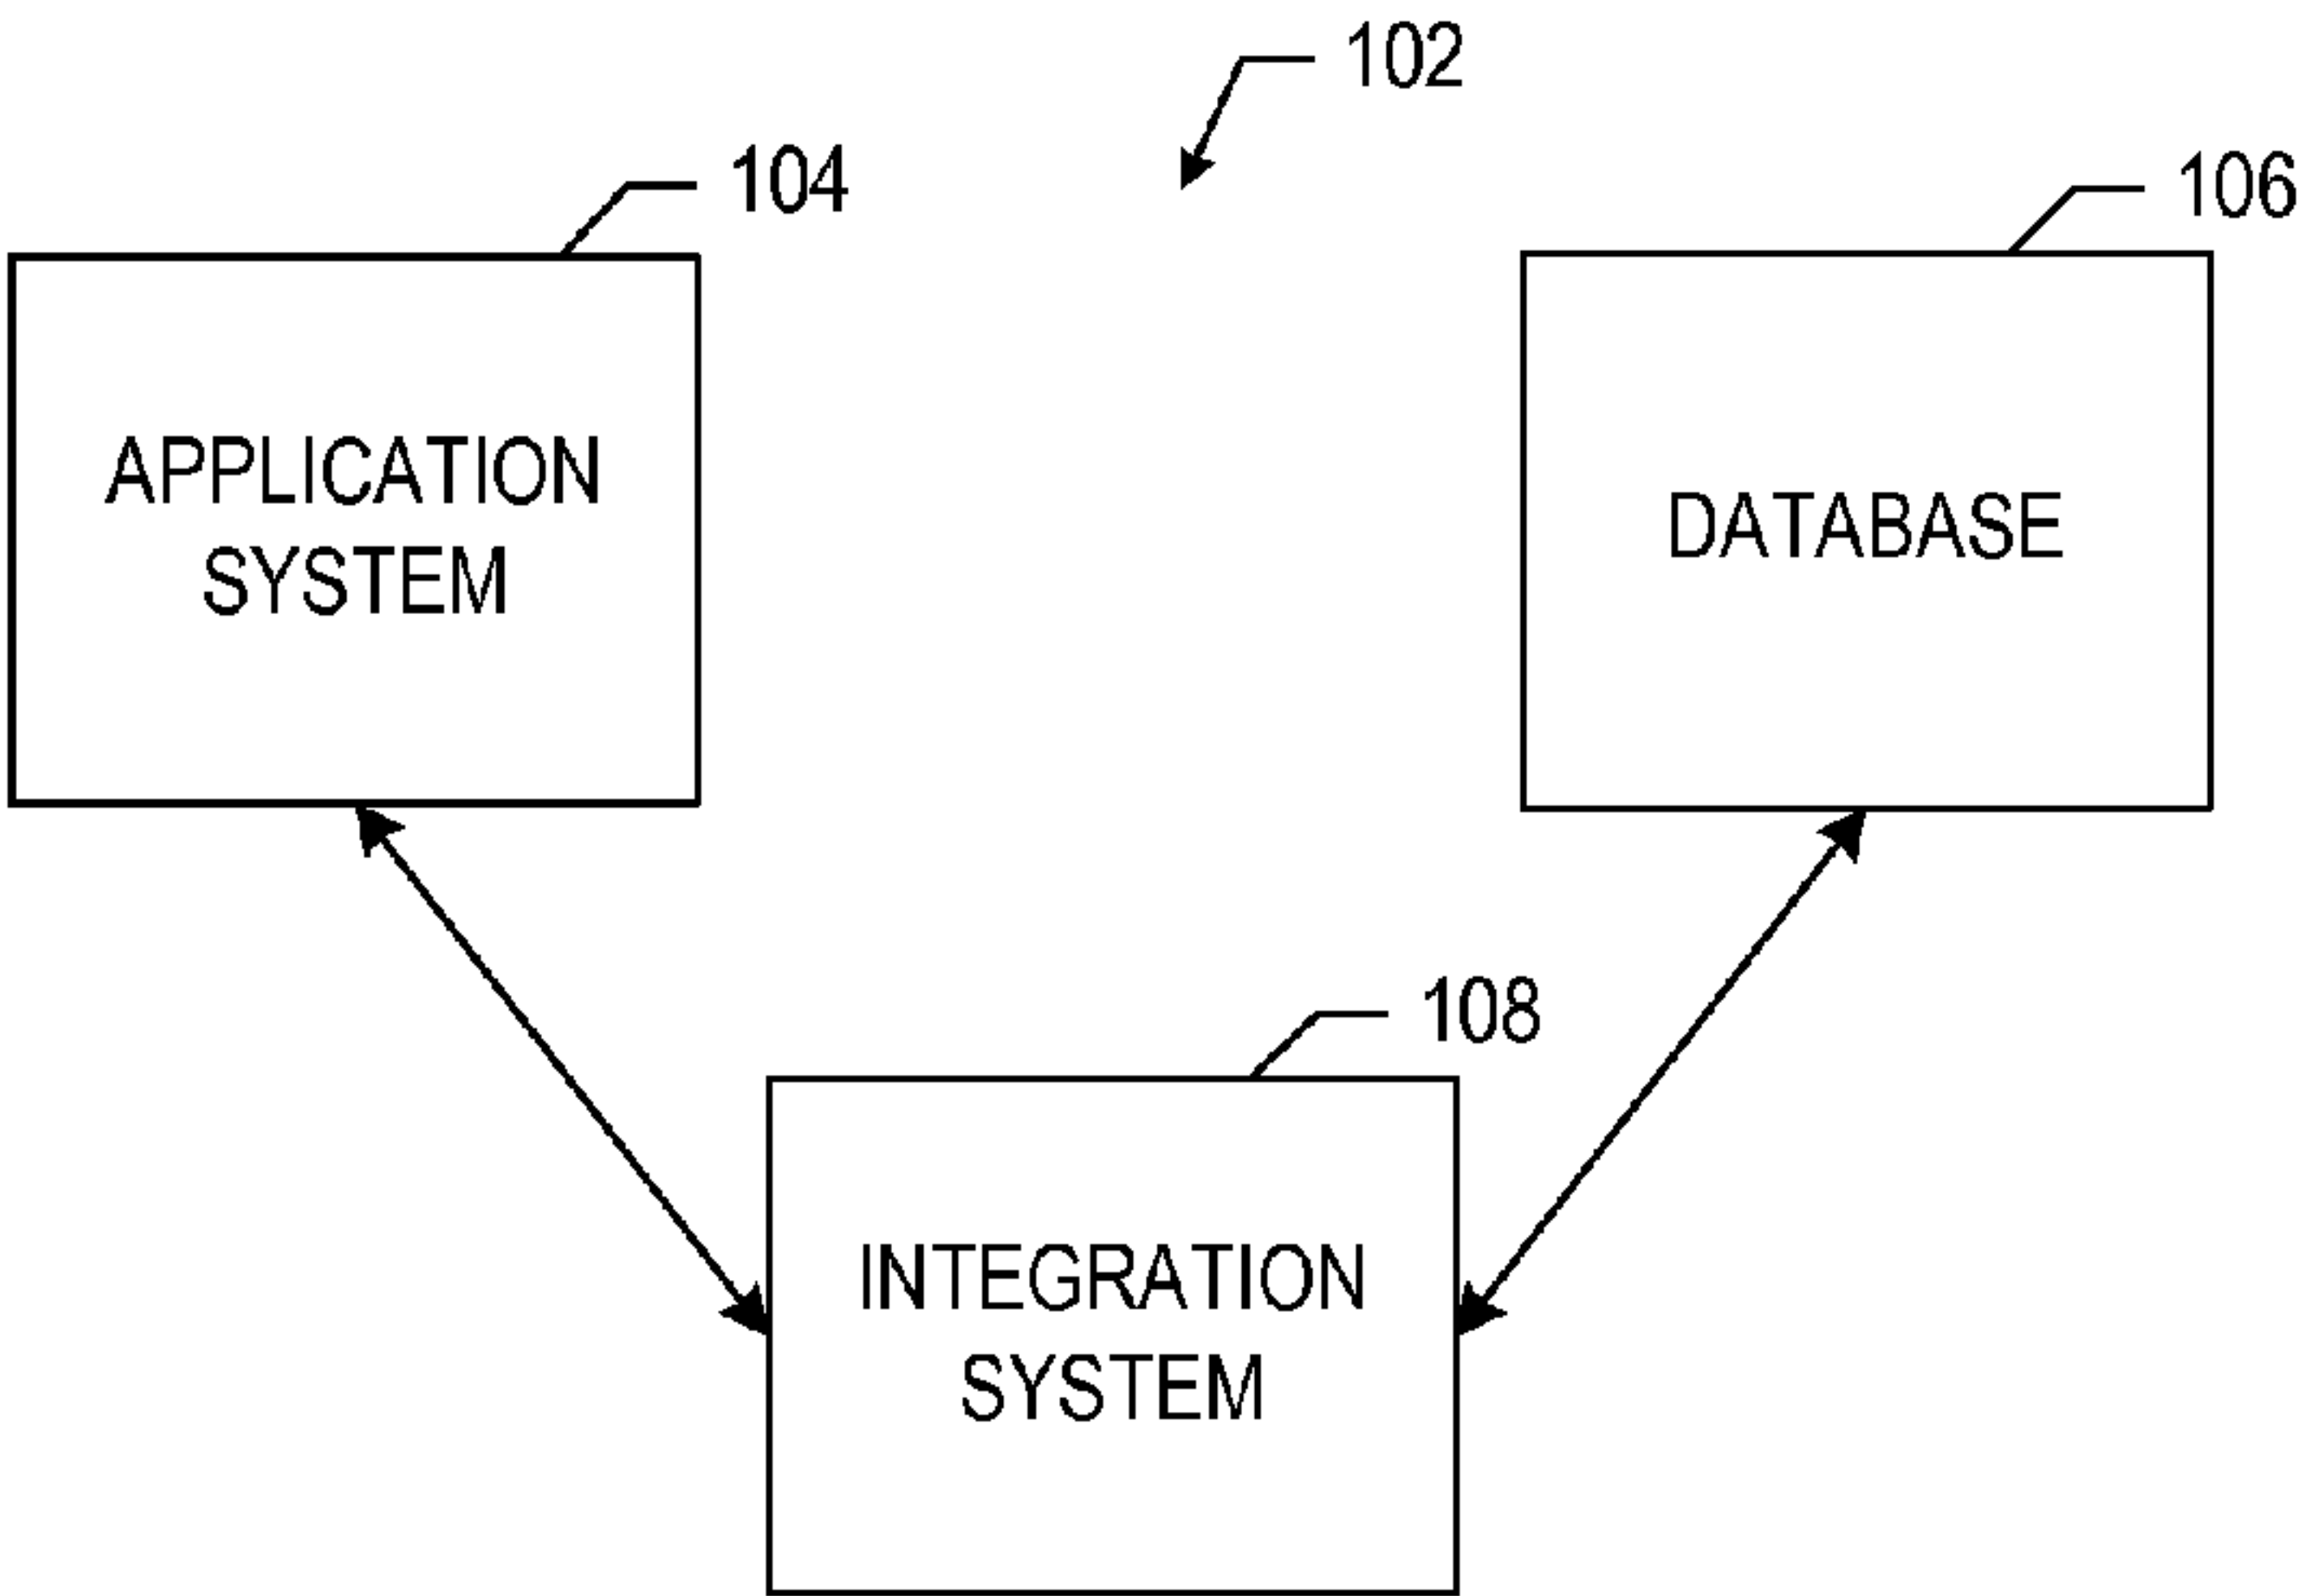 102
104
106
APPLICATION
SYSTEM
DATABASE
108
INTEGRATION
SYSTEM